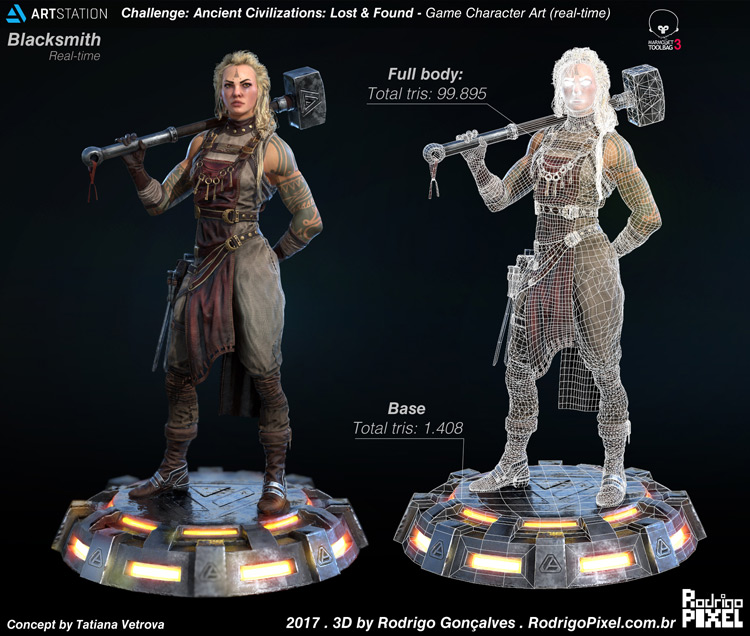 ARTSTATION
Challenge: Ancient Civilizations: Lost & Found - Game Character Art (real-time)
Blacksmith
Real-time
MARMOSET
TOOLBAG 3
Full body:
Total tris: 99.895
Base
Total tris: 1.408
Concept by Tatiana Vetrova
2017 . 3D by Rodrigo Gonçalves . RodrigoPixel.com.br
Rodrigo
PIXEL